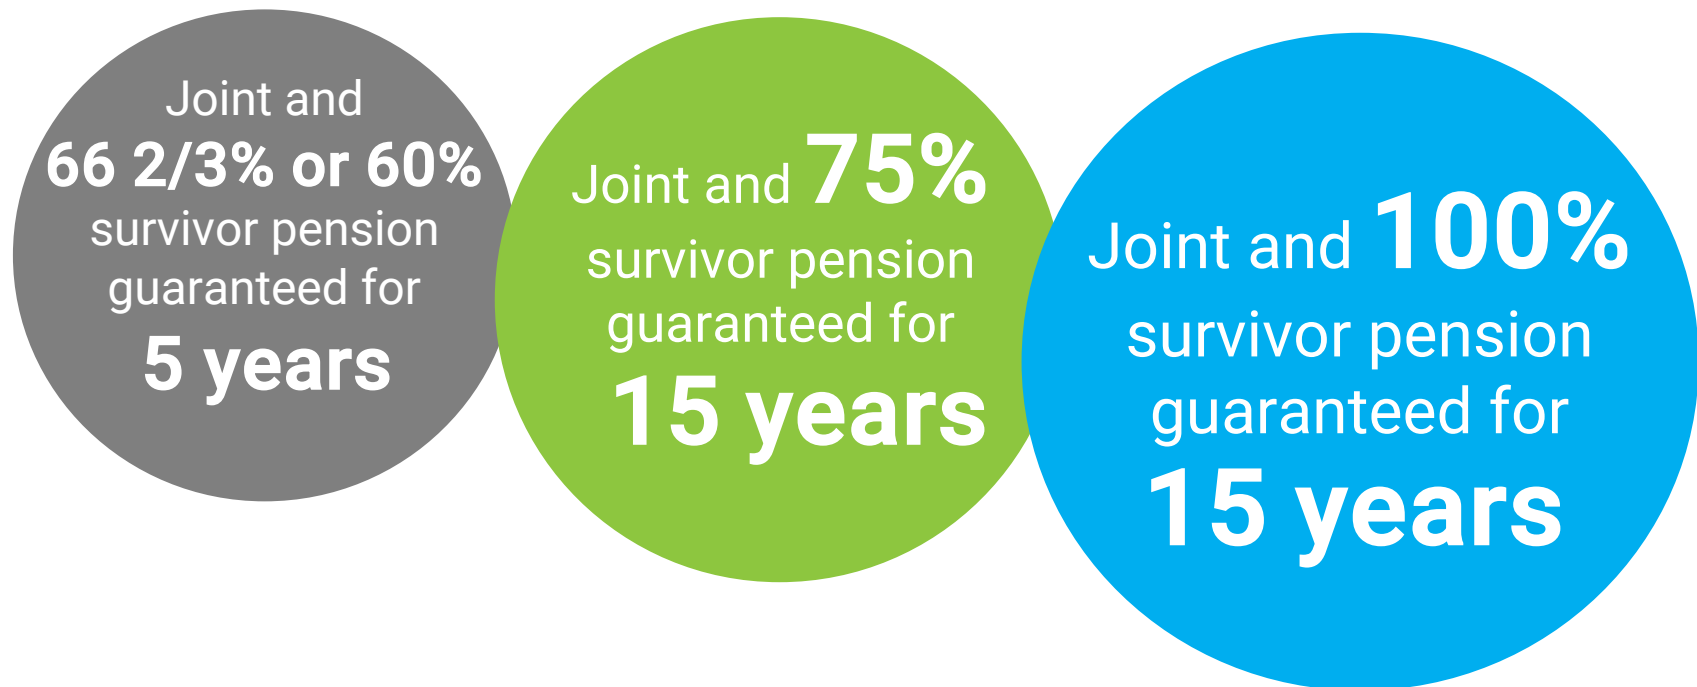 Joint and
66 2/3% or 60%
survivor pension
guaranteed for
5 years
Joint and 75%
survivor pension
guaranteed for
15 years
Joint and 100%
survivor pension
guaranteed for
15 years